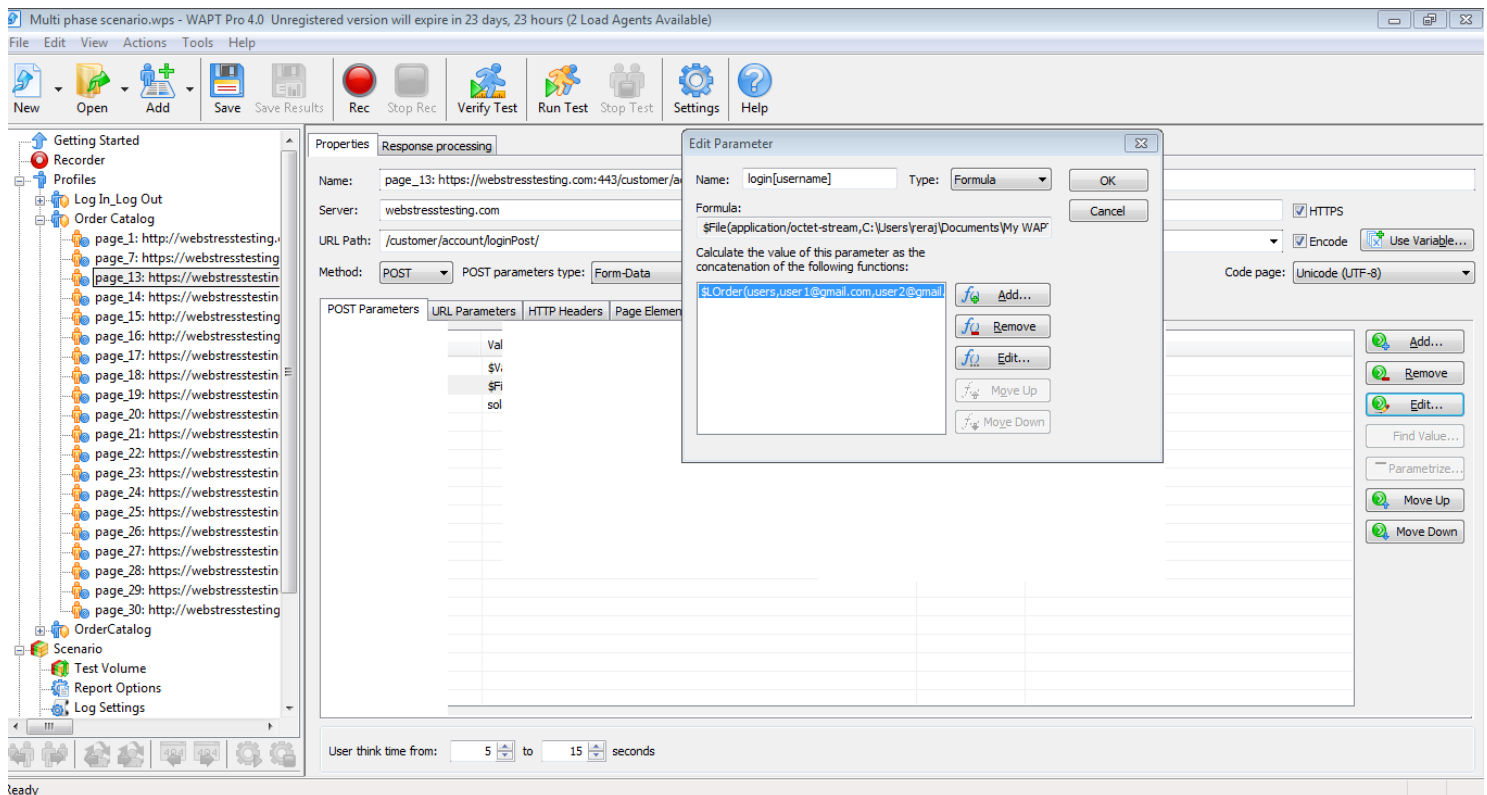 Multi phase scenario.wps - WAPT Pro 4.0 Unregistered version will expire in 23 days, 23 hours (2 Load Agents Available)
File Edit View Actions Tools Help
New Open Add Save Save Results Rec Stop Rec Verify Test Run Test Stop Test Settings Help
Getting Started
Recorder
Profiles
Log In_Log Out
Order Catalog
page_1: http://webstresstesting.
page_7: https://webstresstesting
page_13: https://webstresstestin
page_14: https://webstresstestin
page_15: http://webstresstesting
page_16: http://webstresstesting
page_17: https://webstresstestin
page_18: https://webstresstestin
page_19: https://webstresstestin
page_20: https://webstresstestin
page_21: https://webstresstestin
page_22: https://webstresstestin
page_23: https://webstresstestin
page_24: https://webstresstestin
page_25: https://webstresstestin
page_26: https://webstresstestin
page_27: https://webstresstestin
page_28: https://webstresstestin
page_29: https://webstresstestin
page_30: http://webstresstesting
OrderCatalog
Scenario
Test Volume
Report Options
Log Settings
Properties Response processing
Name: page_13: https://webstresstesting.com:443/customer/a
Server: webstresstesting.com
HTTPS
URL Path: /customer/account/loginPost/
Encode Use Variable...
Method: POST POST parameters type: Form-Data
Code page: Unicode (UTF-8)
POST Parameters URL Parameters HTTP Headers Page Elemen
Val
$V
$Fi
sol
Edit Parameter
Name: login[username] Type: Formula OK
Formula: Cancel
$File(application/octet-stream,C:\Users\reraj\Documents\My WAP
Calculate the value of this parameter as the
concatenation of the following functions:
$LOrder(users,user1@gmail.com,user2@gmail.
Add...
Remove
Edit...
Move Up
Move Down
Add...
Remove
Edit...
Find Value...
Parametrize...
Move Up
Move Down
User think time from: 5 to 15 seconds
Ready